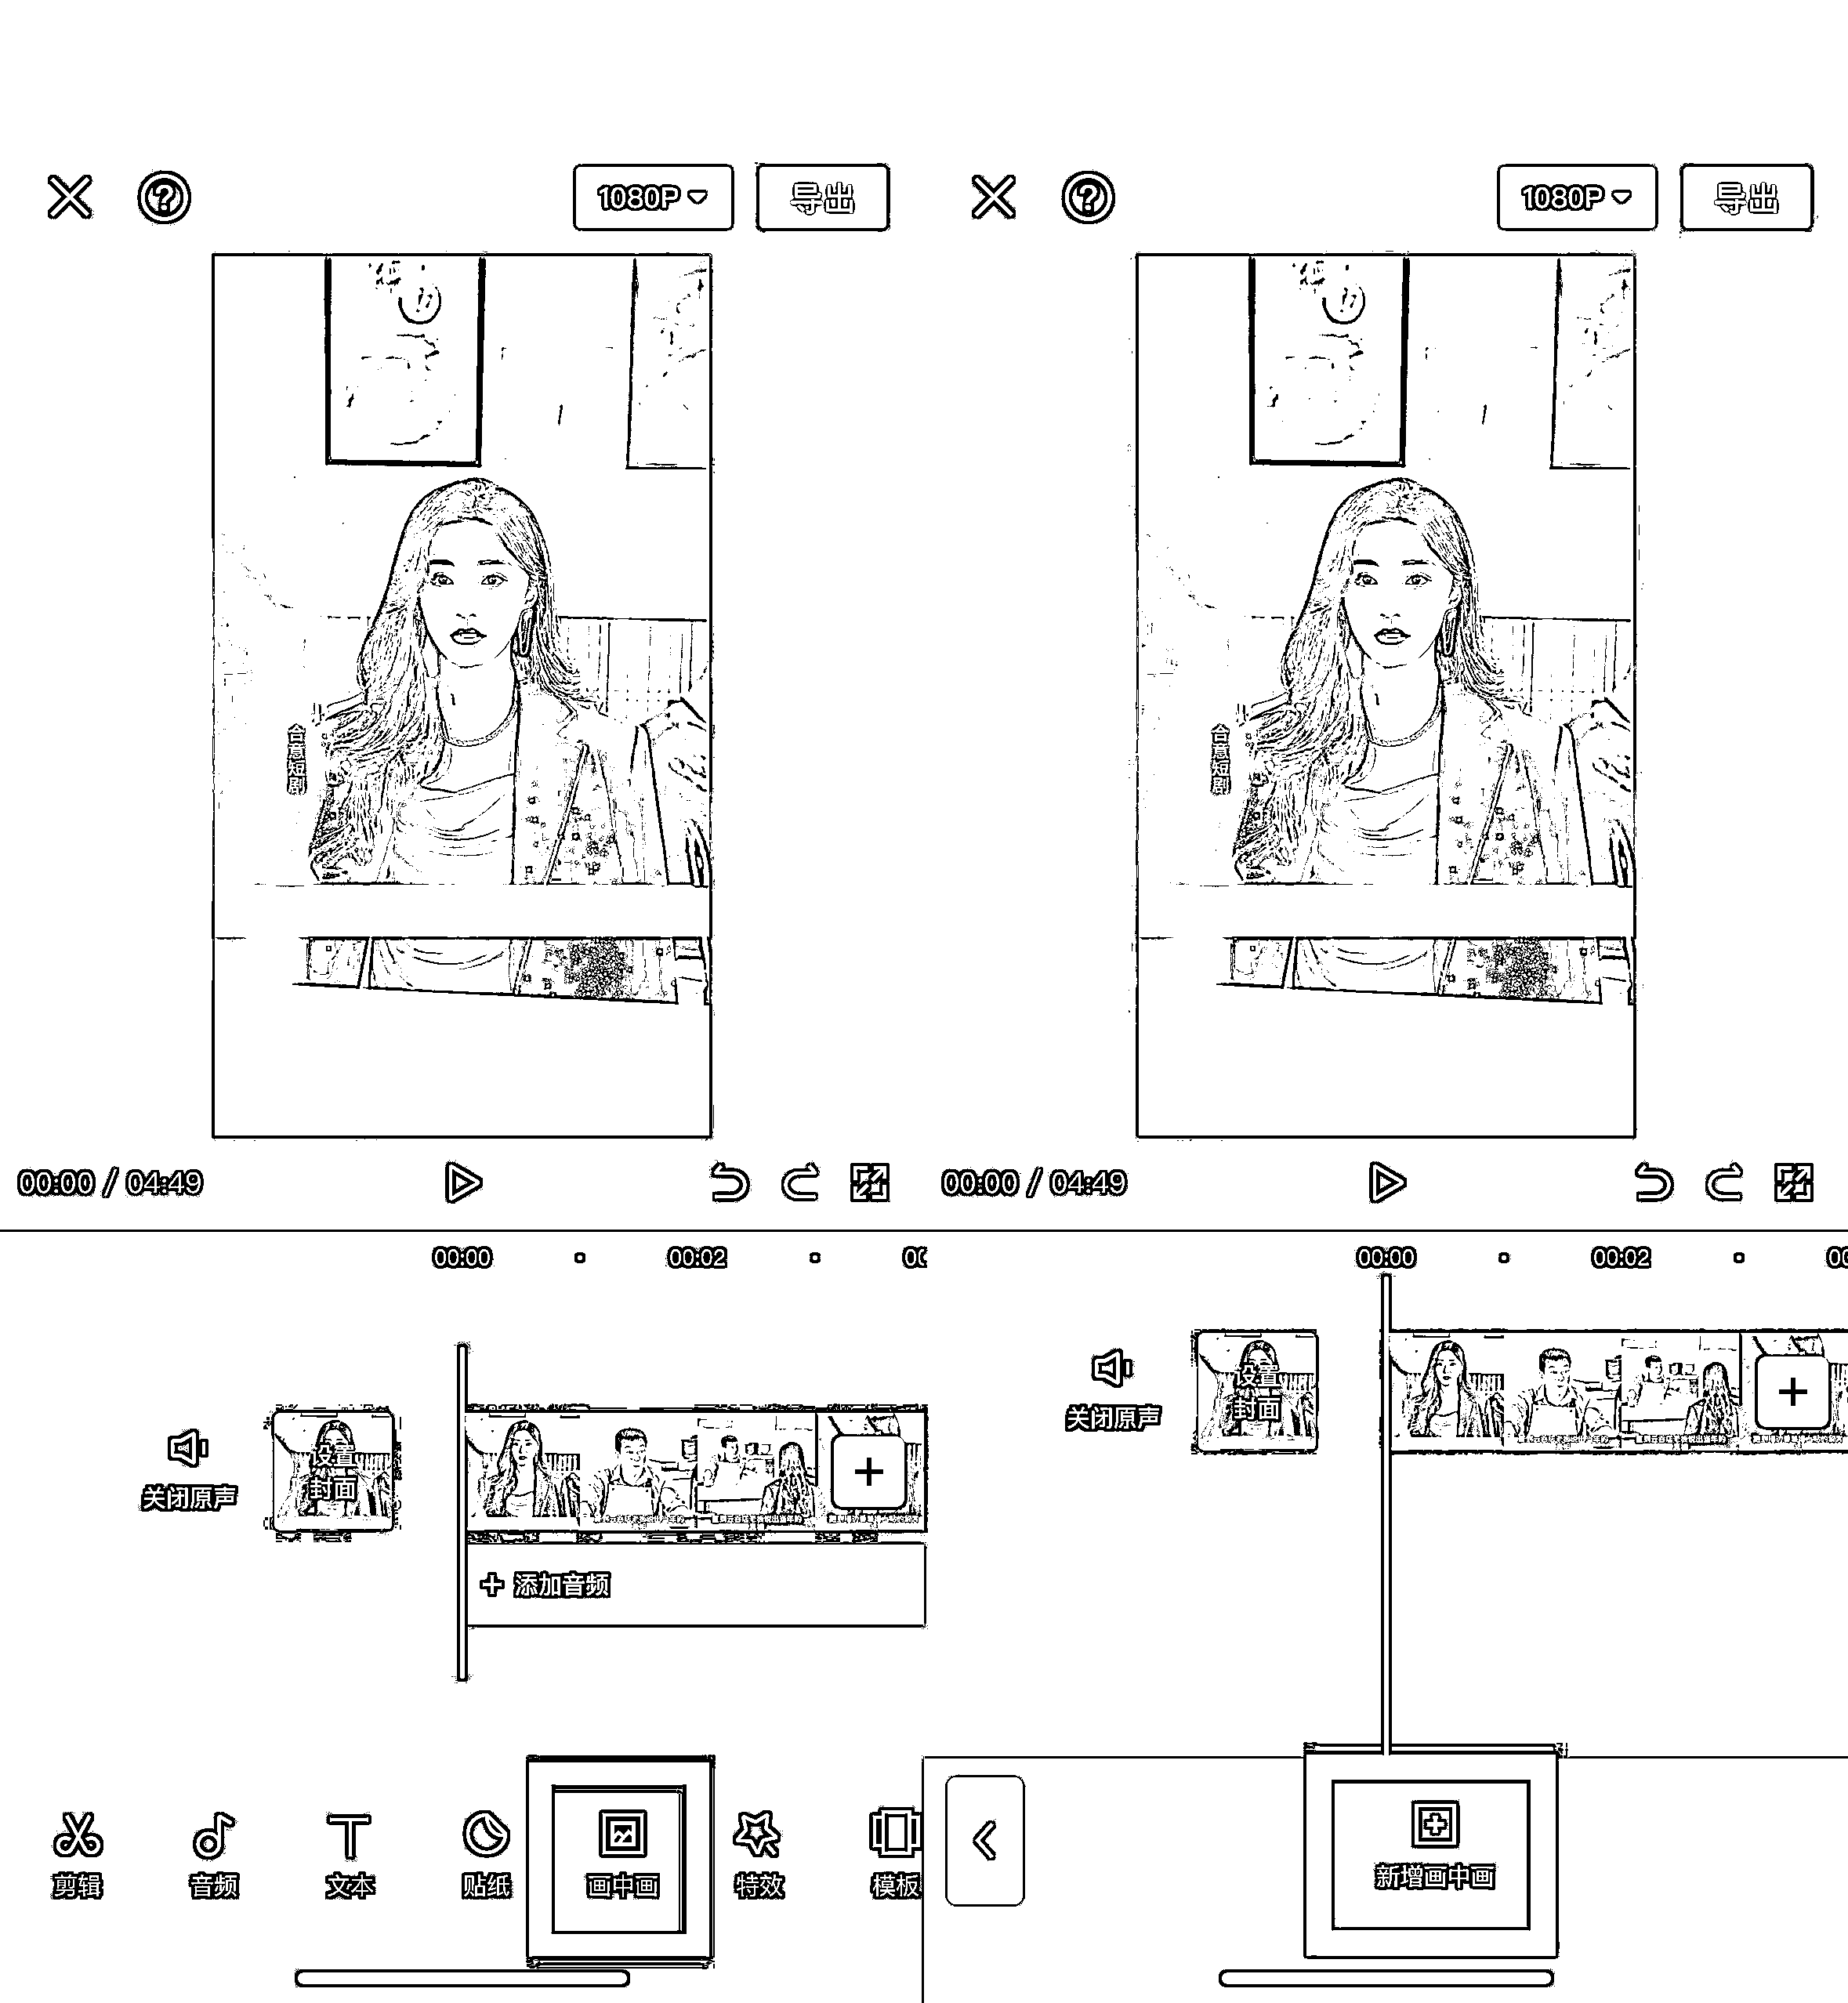 1080P
导出
合意短剧
00:00 / 04:49
00:00
00:02
设置
封面
关闭原声
添加音频
剪辑
音频
文本
贴纸
画中画
特效
模板
1080P
导出
合意短剧
00:00 / 04:49
00:00
00:02
设置
封面
关闭原声
新增画中画